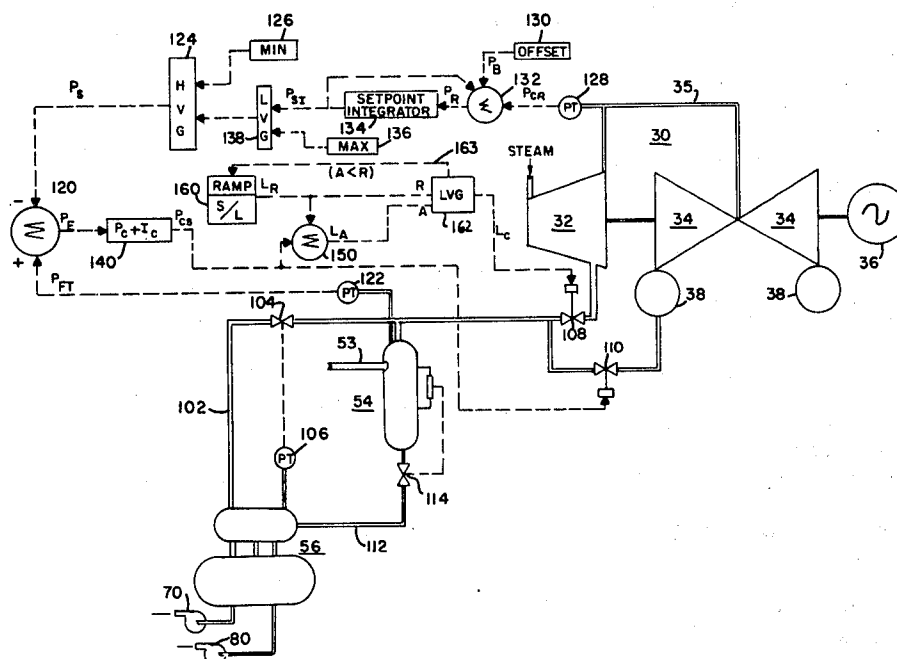 124
126
MIN
130
OFFSET
P_S
H V G
L V G
138
P_SI
SETPOINT INTEGRATOR
134
P_R
P_B
132
Σ
P_CR
128
PT
35
136
MAX
163
30
STEAM
(A<R)
120
-
+
Σ
P_E
P_C+I_C
140
P_CS
160
RAMP
S/L
L_R
R
A
LVG
162
L_C
Σ
150
L_A
32
34
34
36
38
38
P_FT
122
PT
104
108
110
53
54
102
106
PT
114
112
56
70
80